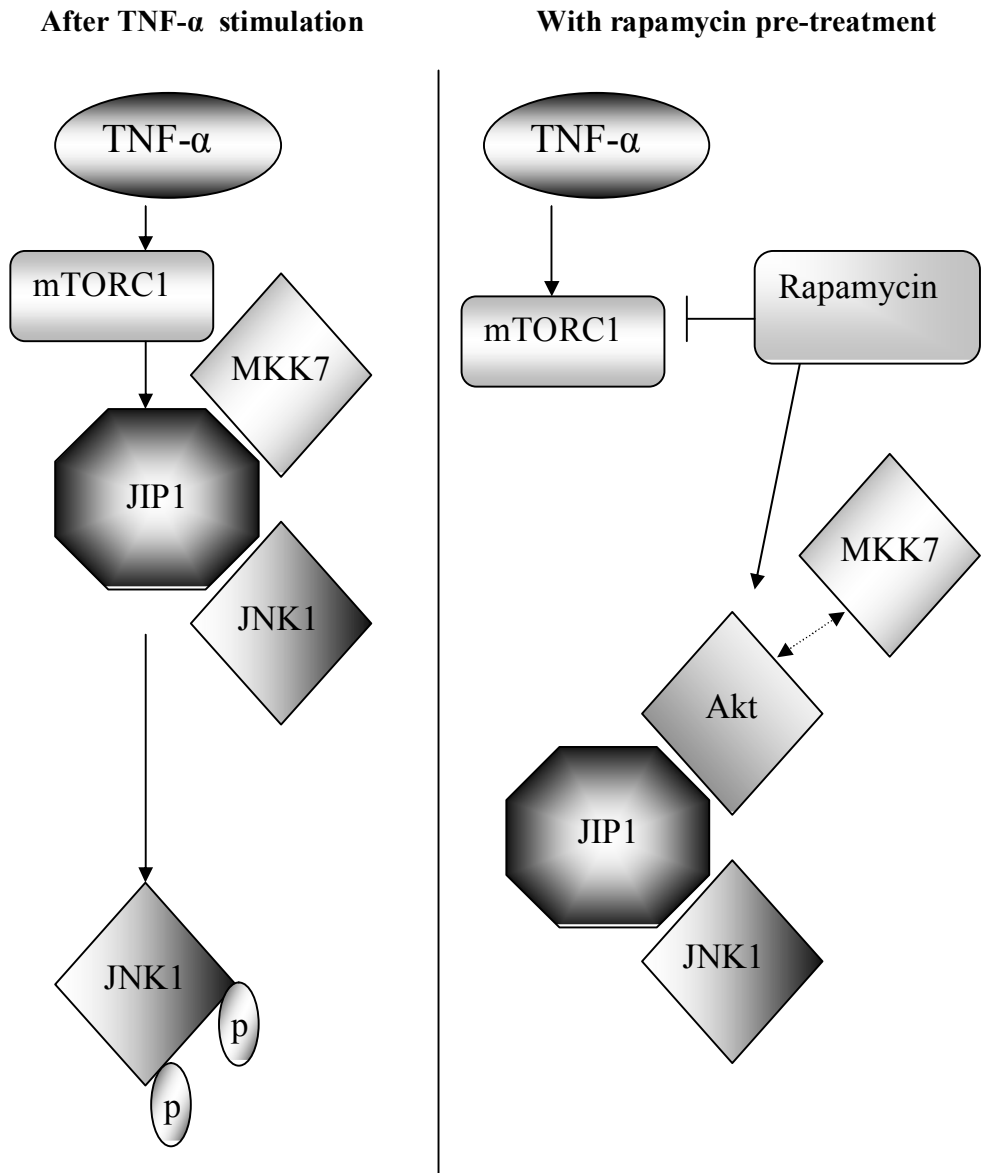 After TNF-α stimulation
TNF-α
mTORC1
MKK7
JIP1
JNK1
JNK1
p
p
With rapamycin pre-treatment
TNF-α
Rapamycin
mTORC1
MKK7
Akt
JIP1
JNK1